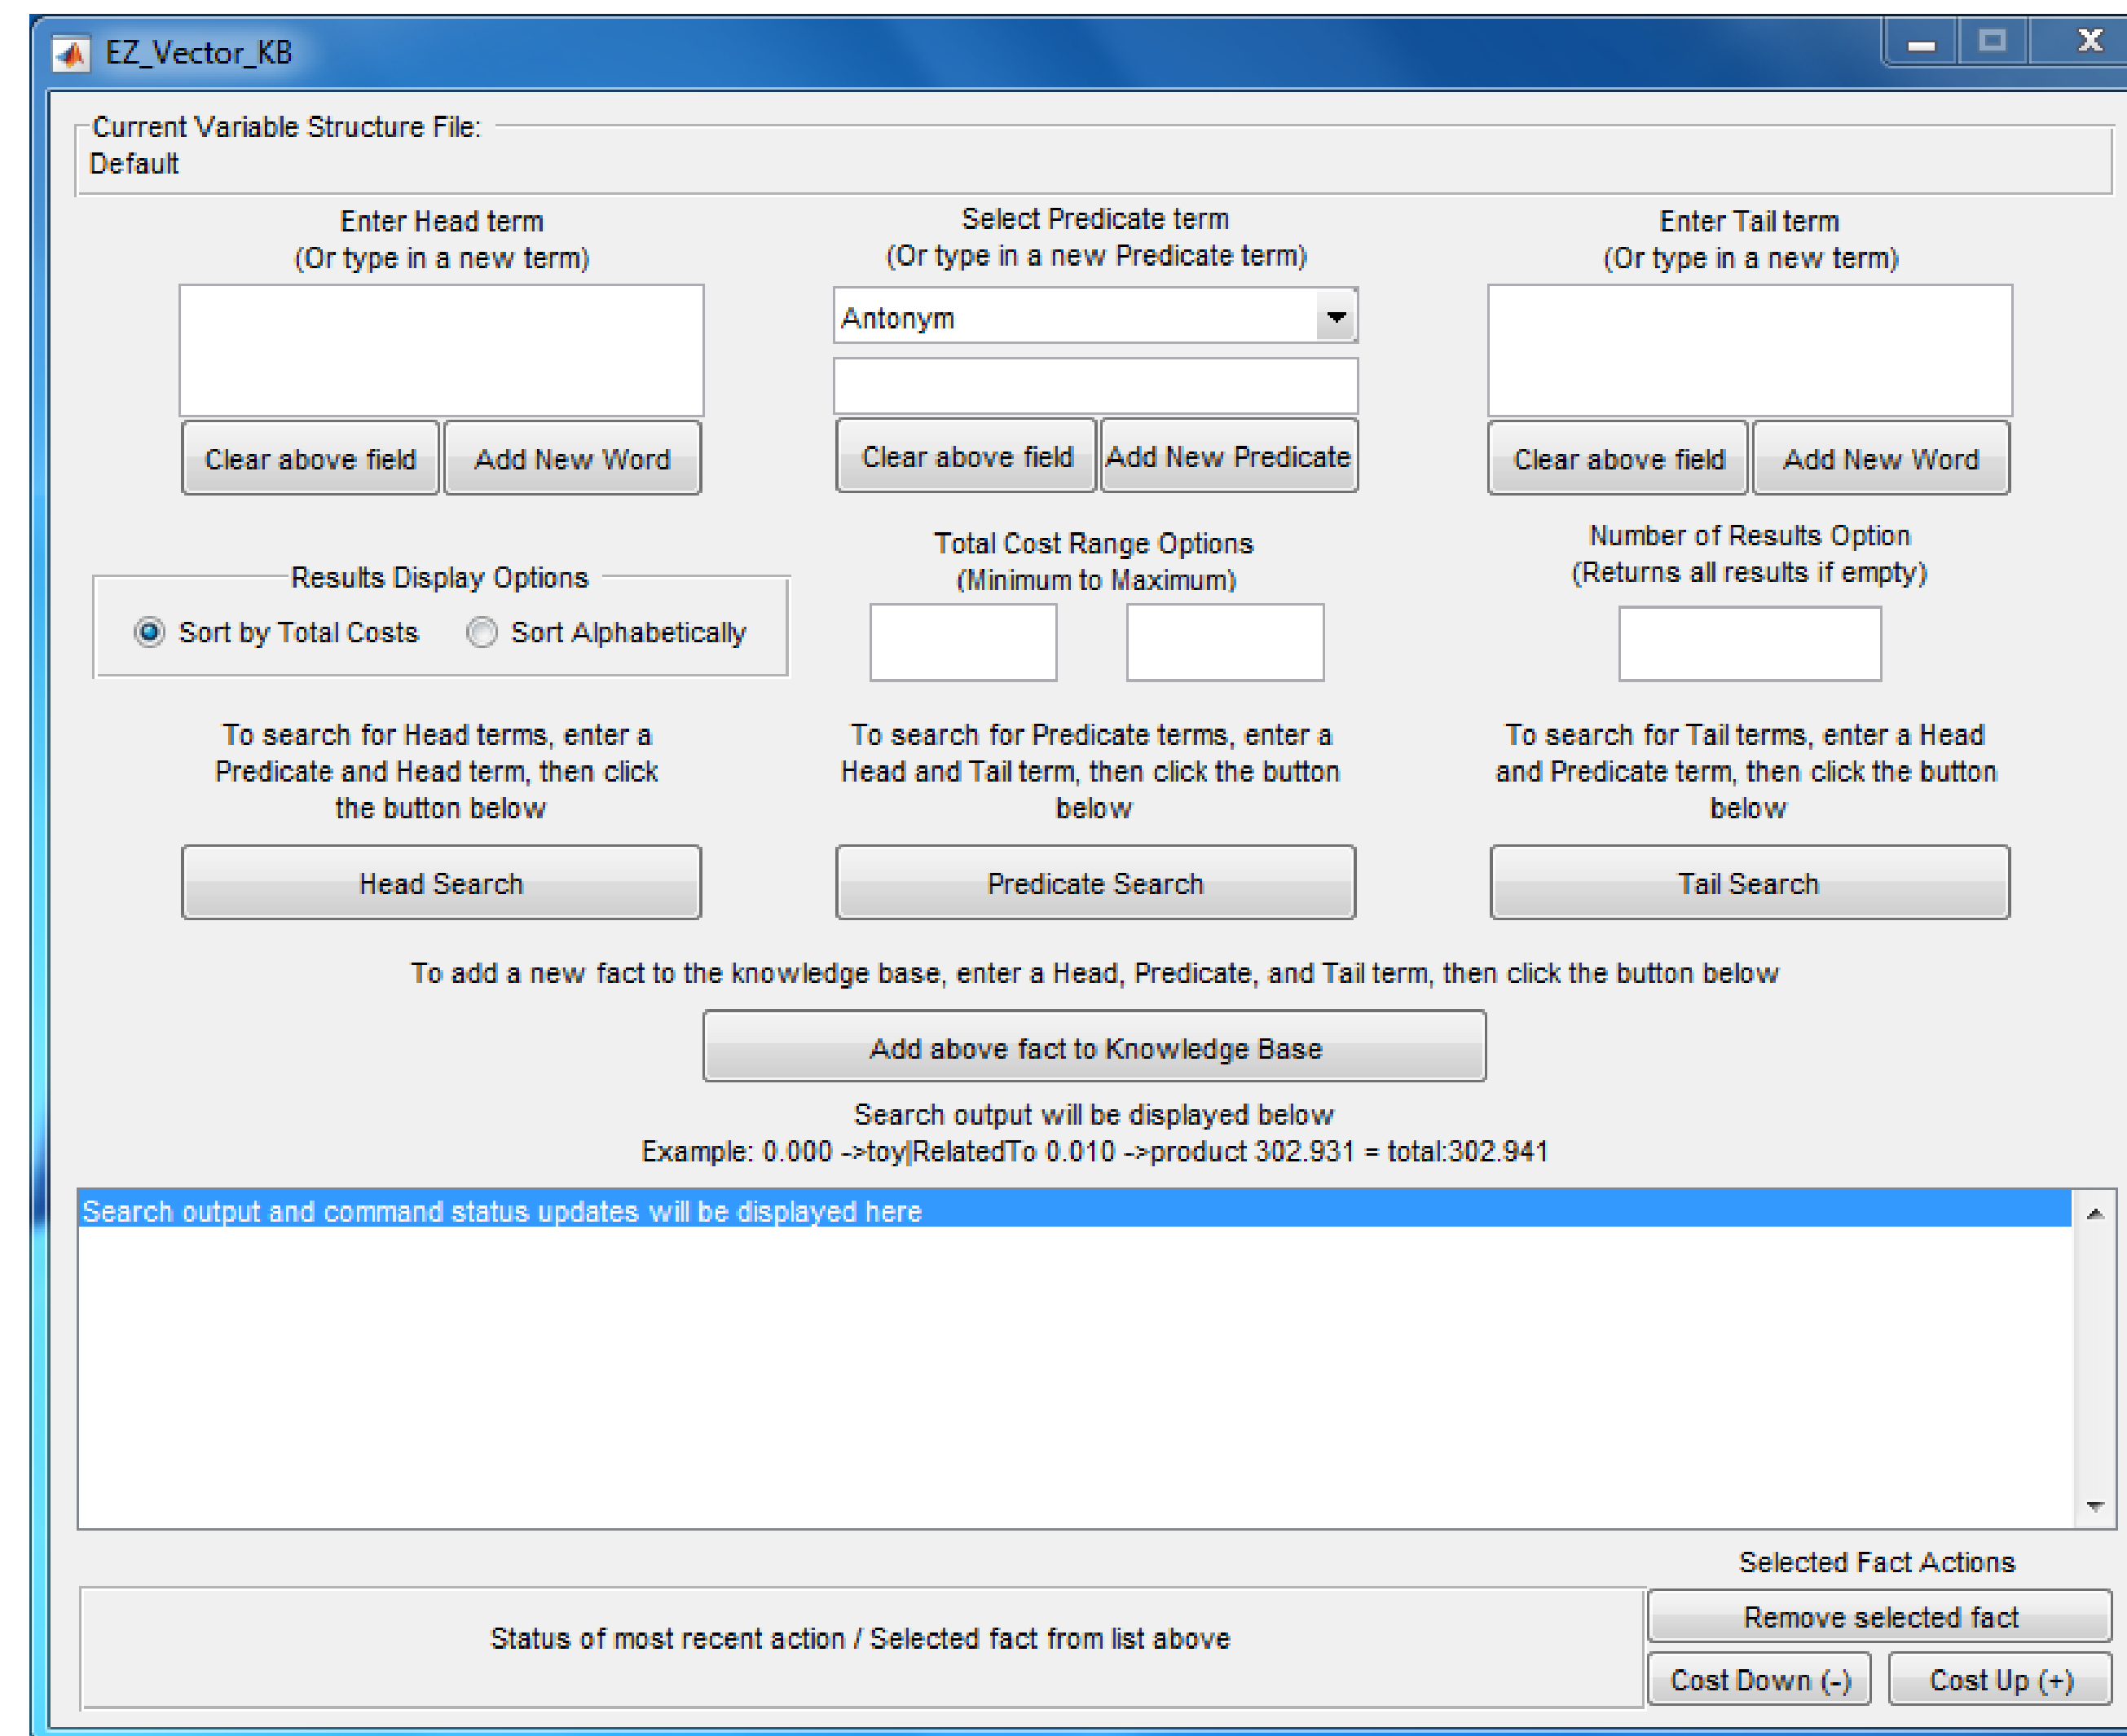 EZ_Vector_KB
Current Variable Structure File:
Default
Enter Head term
(Or type in a new term)
Select Predicate term
(Or type in a new Predicate term)
Enter Tail term
(Or type in a new term)
Antonym
Clear above field
Add New Word
Clear above field
Add New Predicate
Clear above field
Add New Word
Results Display Options
Sort by Total Costs
Sort Alphabetically
Total Cost Range Options
(Minimum to Maximum)
Number of Results Option
(Returns all results if empty)
To search for Head terms, enter a
Predicate and Head term, then click
the button below
To search for Predicate terms, enter a
Head and Tail term, then click the button
below
To search for Tail terms, enter a Head
and Predicate term, then click the button
below
Head Search
Predicate Search
Tail Search
To add a new fact to the knowledge base, enter a Head, Predicate, and Tail term, then click the button below
Add above fact to Knowledge Base
Search output will be displayed below
Example: 0.000 ->toy|RelatedTo 0.010 ->product 302.931 = total:302.941
Search output and command status updates will be displayed here
Selected Fact Actions
Status of most recent action / Selected fact from list above
Remove selected fact
Cost Down (-)
Cost Up (+)